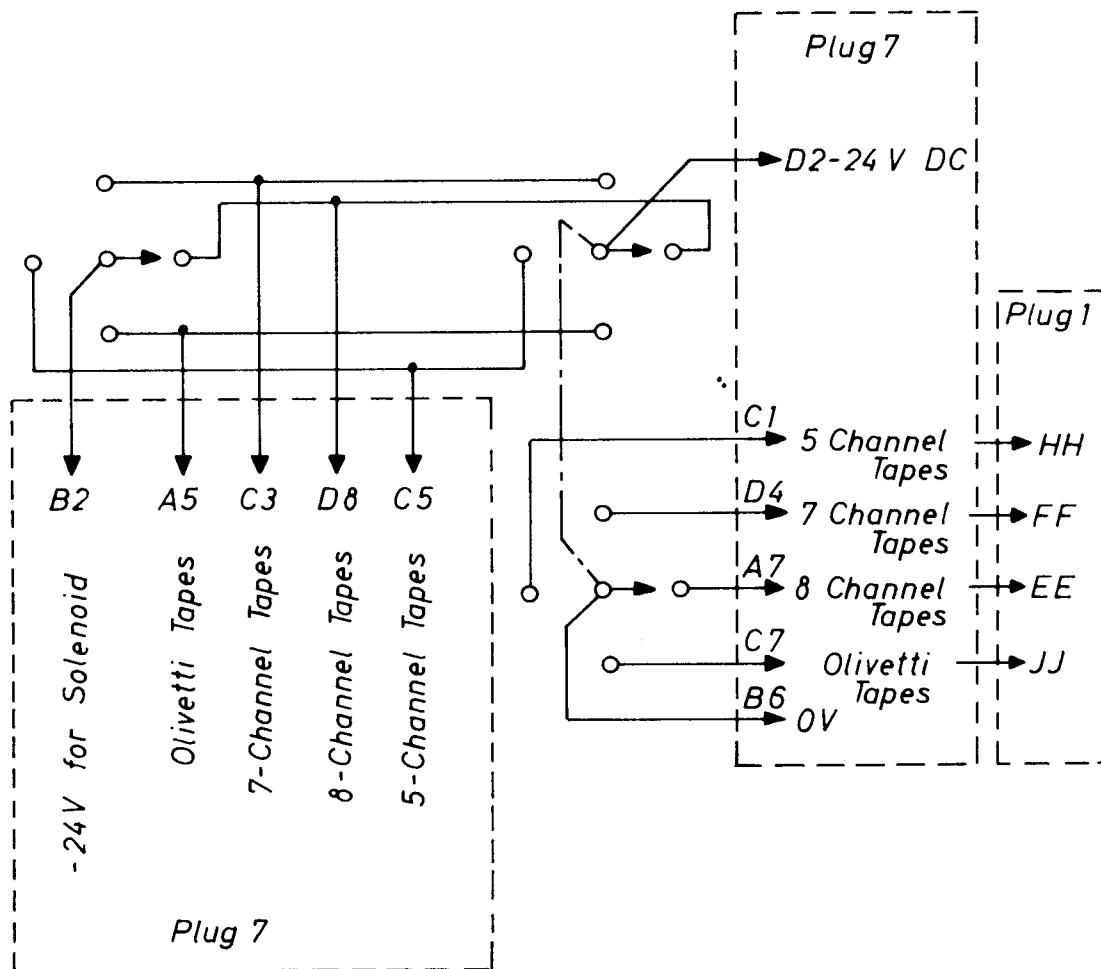 Plug 7
D2-24V DC
Plug 1
C1
5 Channel
Tapes
HH
D4
7 Channel
Tapes
FF
A7
8 Channel
Tapes
EE
C7
Olivetti
Tapes
JJ
B6
0V
B2
A5
C3
D8
C5
-24V for Solenoid
Olivetti Tapes
7-Channel Tapes
8-Channel Tapes
5-Channel Tapes
Plug 7